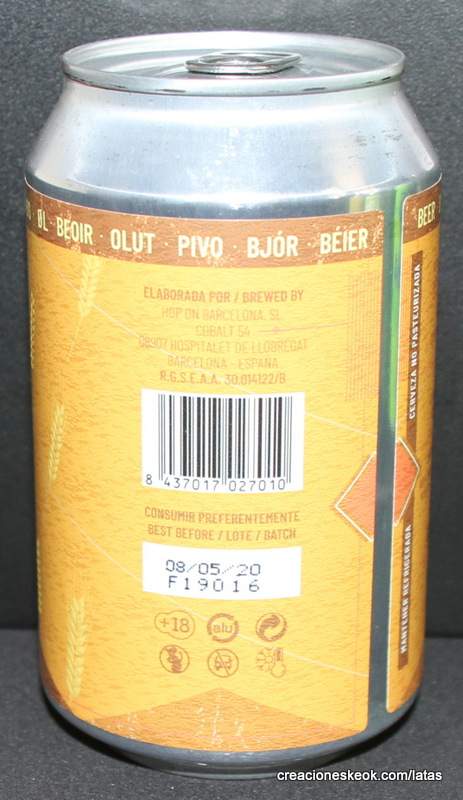 ØL · BEOIR · OLUT · PIVO · BJÓR · BÉIER
BEER
ELABORADA POR / BREWED BY
HOP ON BARCELONA, SL
COBALT 54
08907 HOSPITALET DE LLOBREGAT
BARCELONA - ESPAÑA
R.G.S.E.A.A. 30.014122/B
8 437017 027010
CONSUMIR PREFERENTEMENTE
BEST BEFORE / LOTE / BATCH
08/05/20
F19016
+18
alu
CERVEZA NO PASTEURIZADA
MANTENER REFRIGERADA
creacioneskeok.com/latas